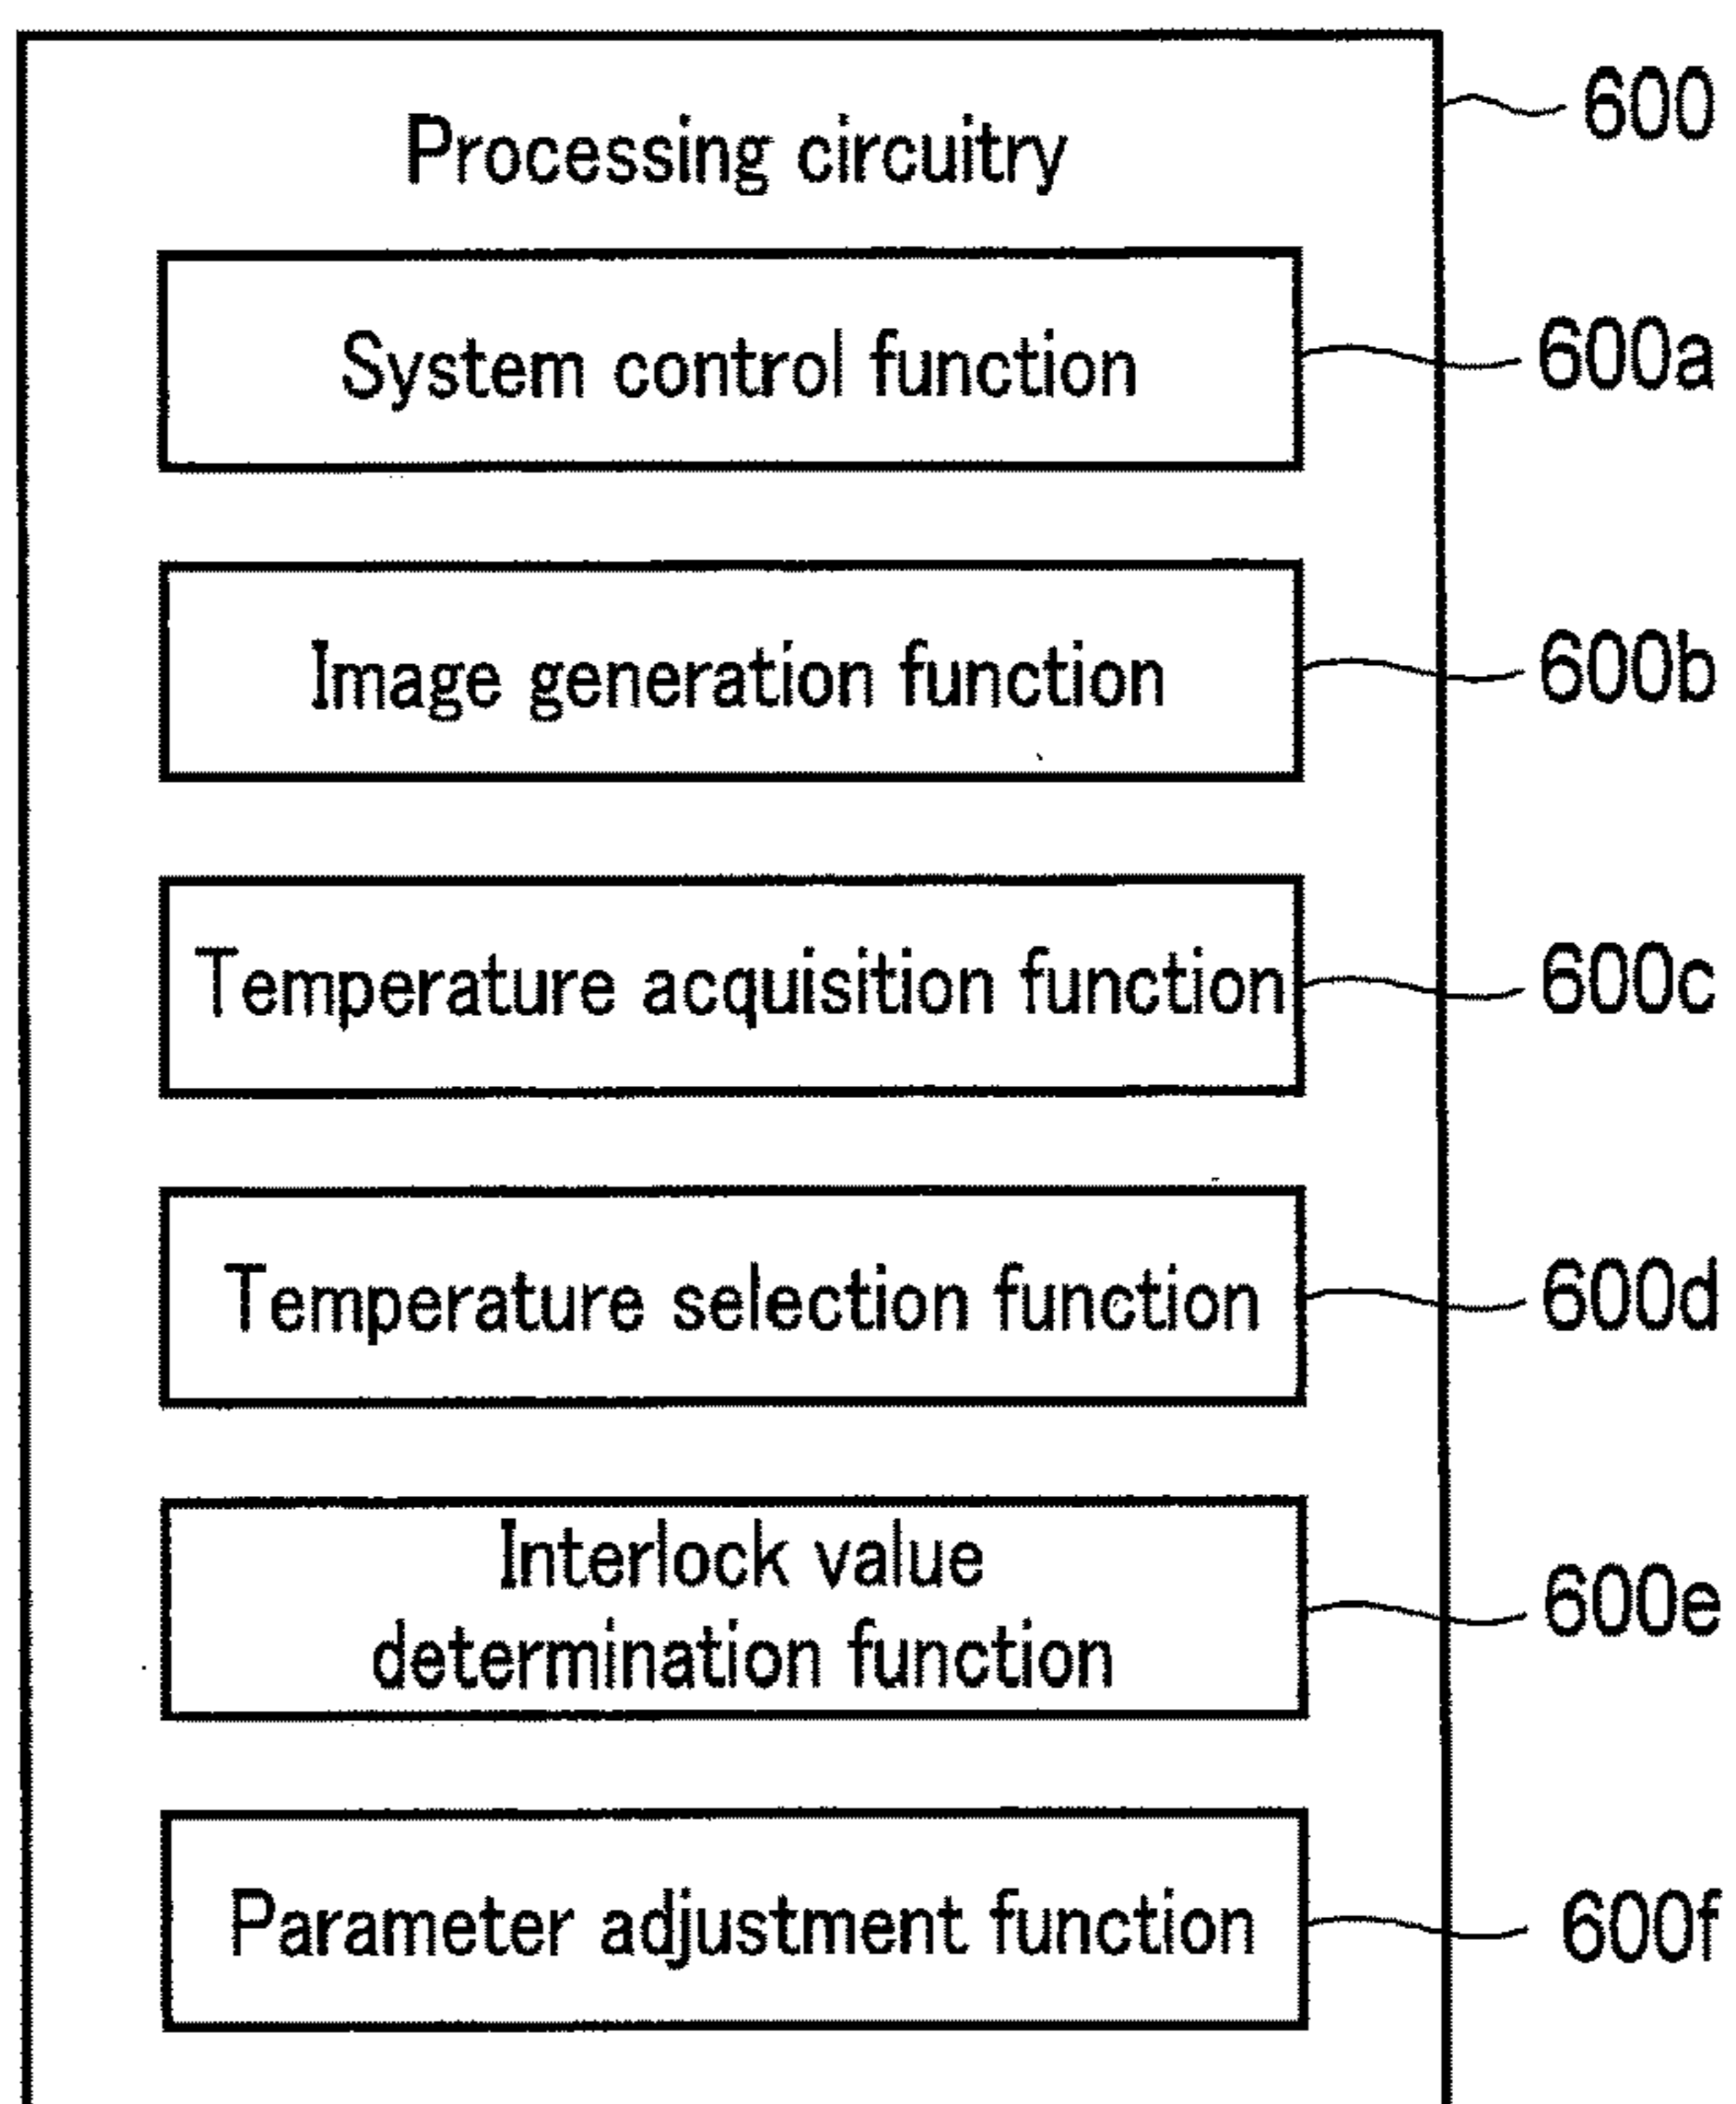 Processing circuitry 600
System control function 600a
Image generation function 600b
Temperature acquisition function 600c
Temperature selection function 600d
Interlock value
determination function 600e
Parameter adjustment function 600f